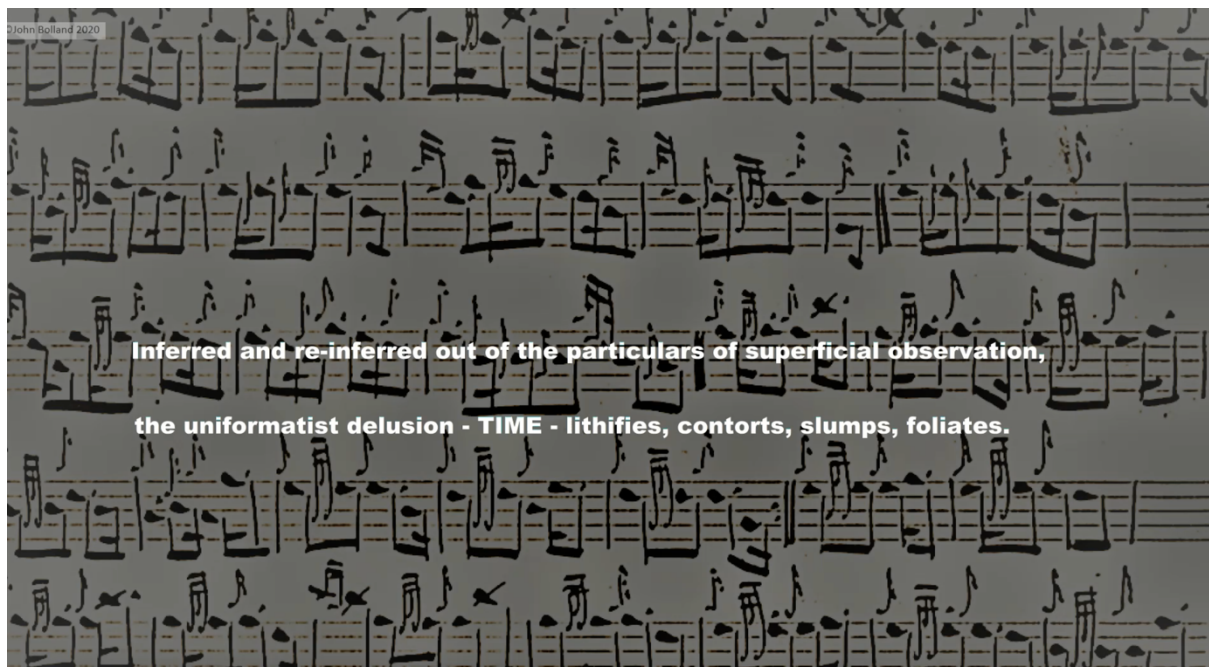 ©John Bolland 2020
Inferred and re-inferred out of the particulars of superficial observation,
the uniformatist delusion - TIME - lithifies, contorts, slumps, foliates.